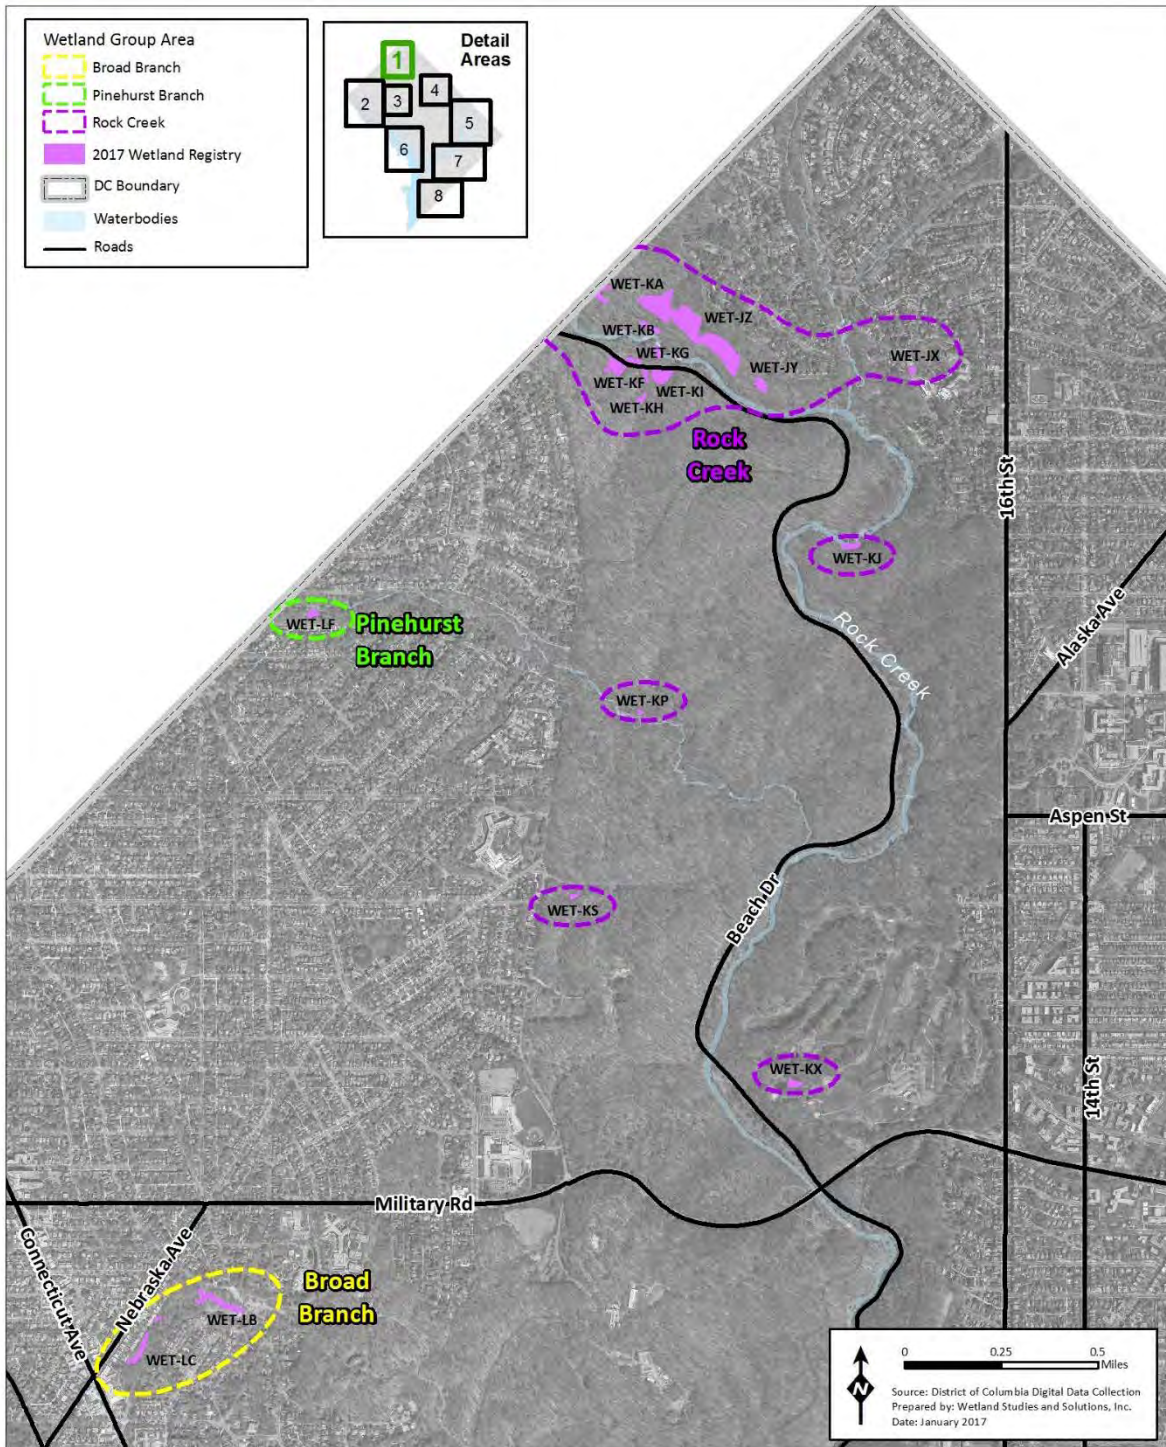 Wetland Group Area
Broad Branch
Pinehurst Branch
Rock Creek
2017 Wetland Registry
DC Boundary
Waterbodies
Roads
Detail
Areas
1
2
3
4
5
6
7
8
WET-KA
WET-JZ
WET-KB
WET-KG
WET-JX
WET-JY
WET-KF
WET-KI
WET-KH
Rock
Creek
16th St
WET-KJ
Alaska Ave
WET-LF
Pinehurst
Branch
Rock Creek
WET-KP
Aspen St
WET-KS
Beach Dr
WET-KX
14th St
Military Rd
Connecticut Ave
Nebraska Ave
Broad
Branch
WET-LB
WET-LC
N
0 0.25 0.5
Miles
Source: District of Columbia Digital Data Collection
Prepared by: Wetland Studies and Solutions, Inc.
Date: January 2017